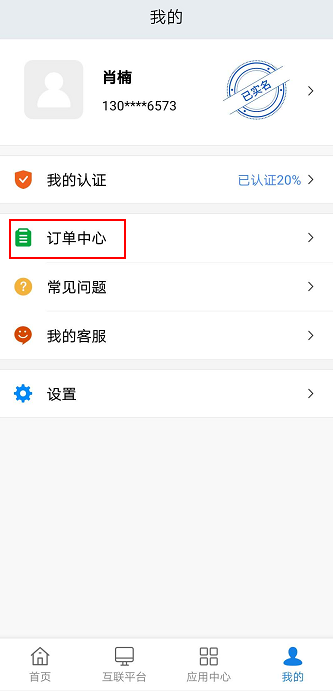 我的
肖楠
130****6573
已实名
我的认证
已认证20%
订单中心
常见问题
我的客服
设置
首页
互联平台
应用中心
我的